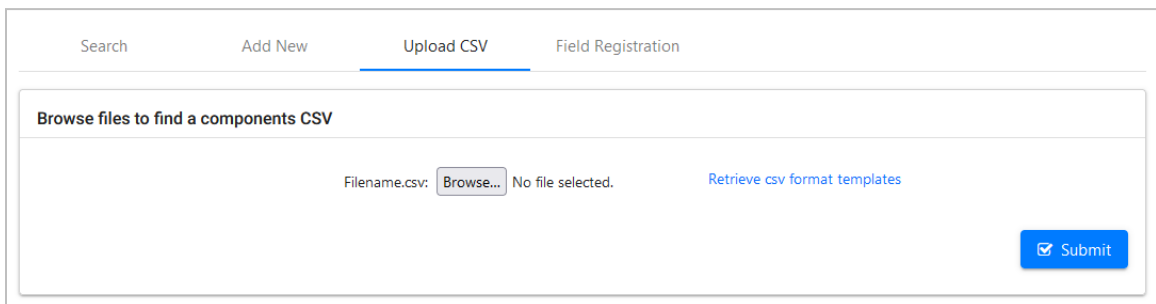 Search Add New Upload CSV Field Registration
Browse files to find a components CSV
Filename.csv: Browse... No file selected. Retrieve csv format templates
Submit